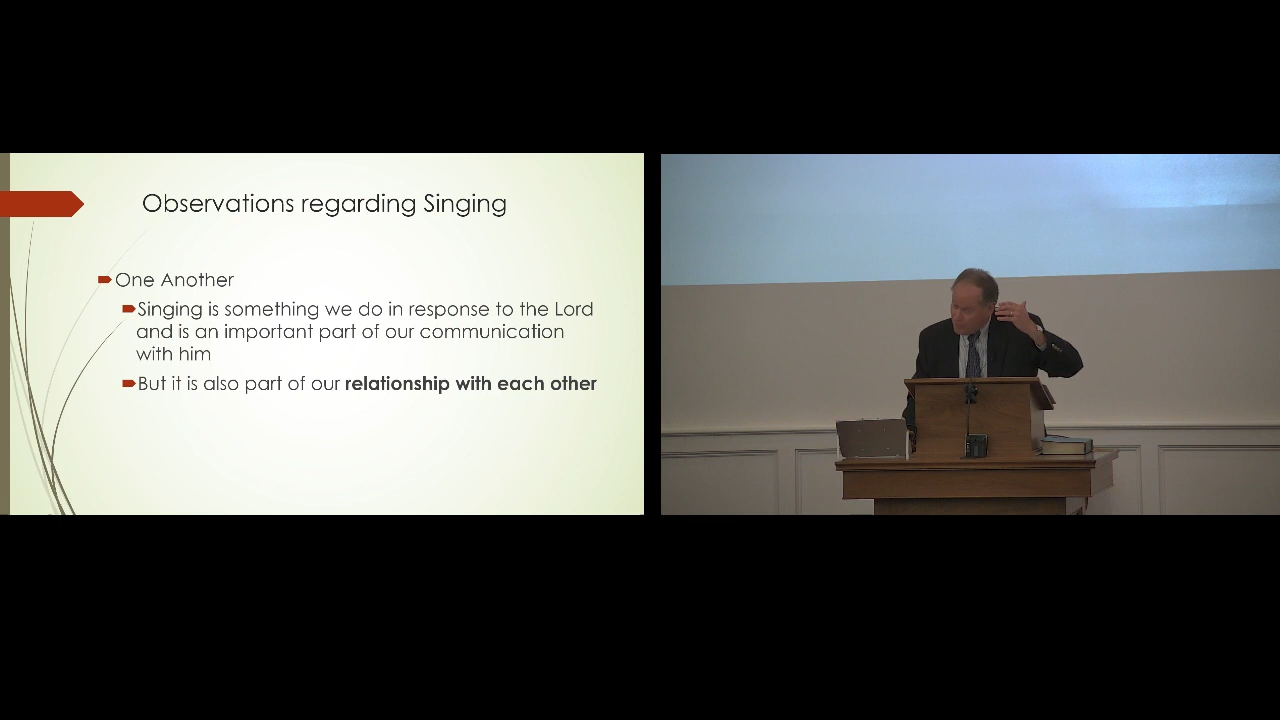 Observations regarding Singing
One Another
Singing is something we do in response to the Lord
and is an important part of our communication
with him
But it is also part of our relationship with each other